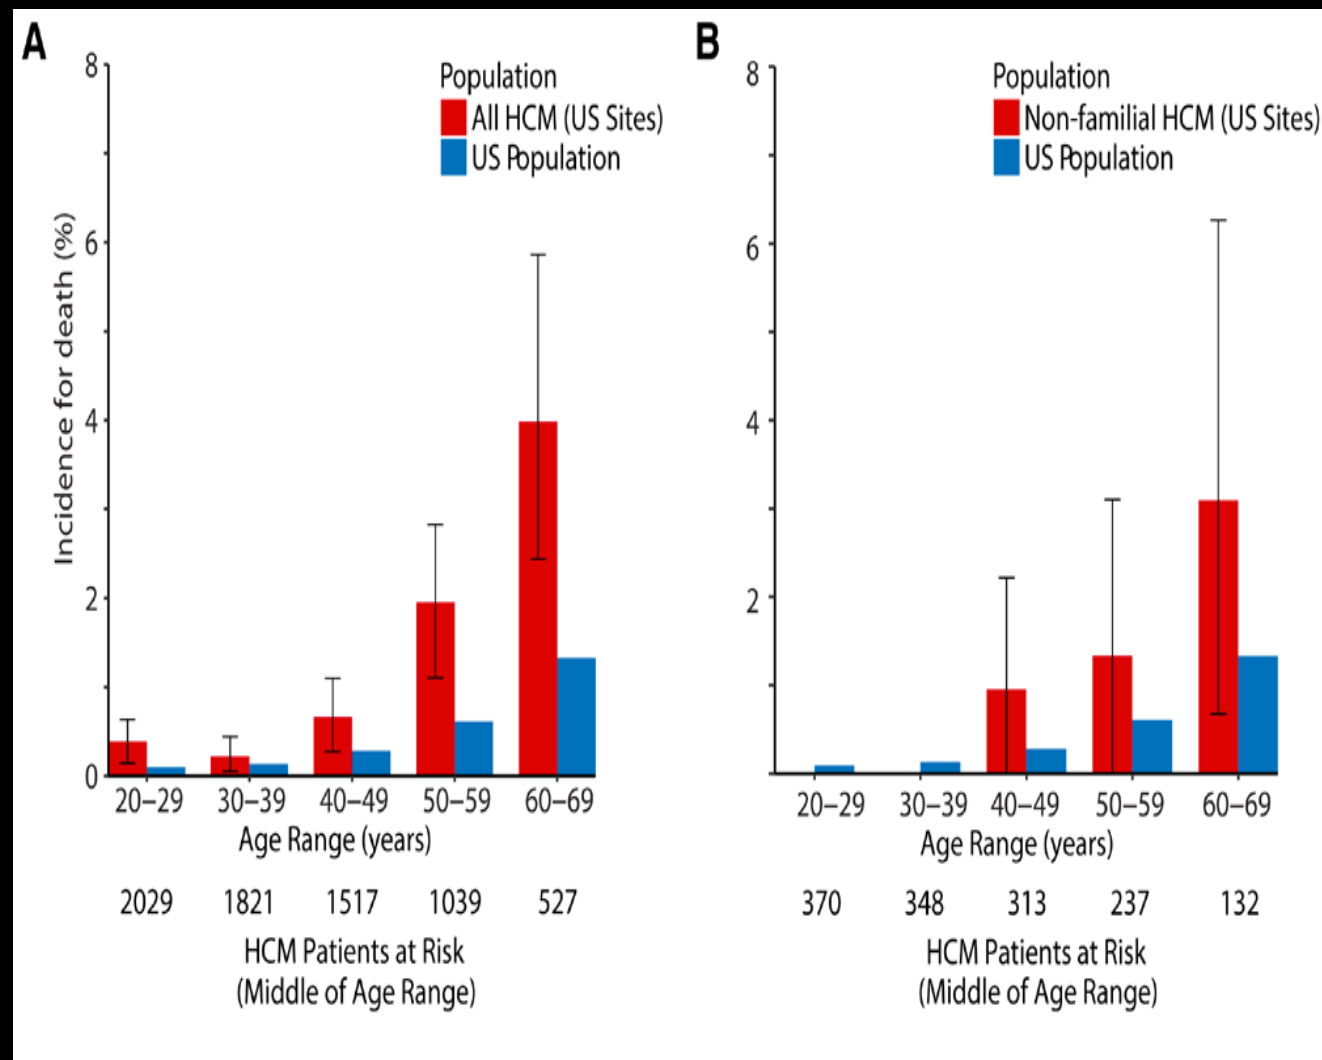 A
8
6
4
2
0
Incidence for death (%)
Population
All HCM (US Sites)
US Population
20–29 30–39 40–49 50–59 60–69
Age Range (years)
2029 1821 1517 1039 527
HCM Patients at Risk
(Middle of Age Range)
B
8
6
4
2
Population
Non-familial HCM (US Sites)
US Population
20–29 30–39 40–49 50–59 60–69
Age Range (years)
370 348 313 237 132
HCM Patients at Risk
(Middle of Age Range)